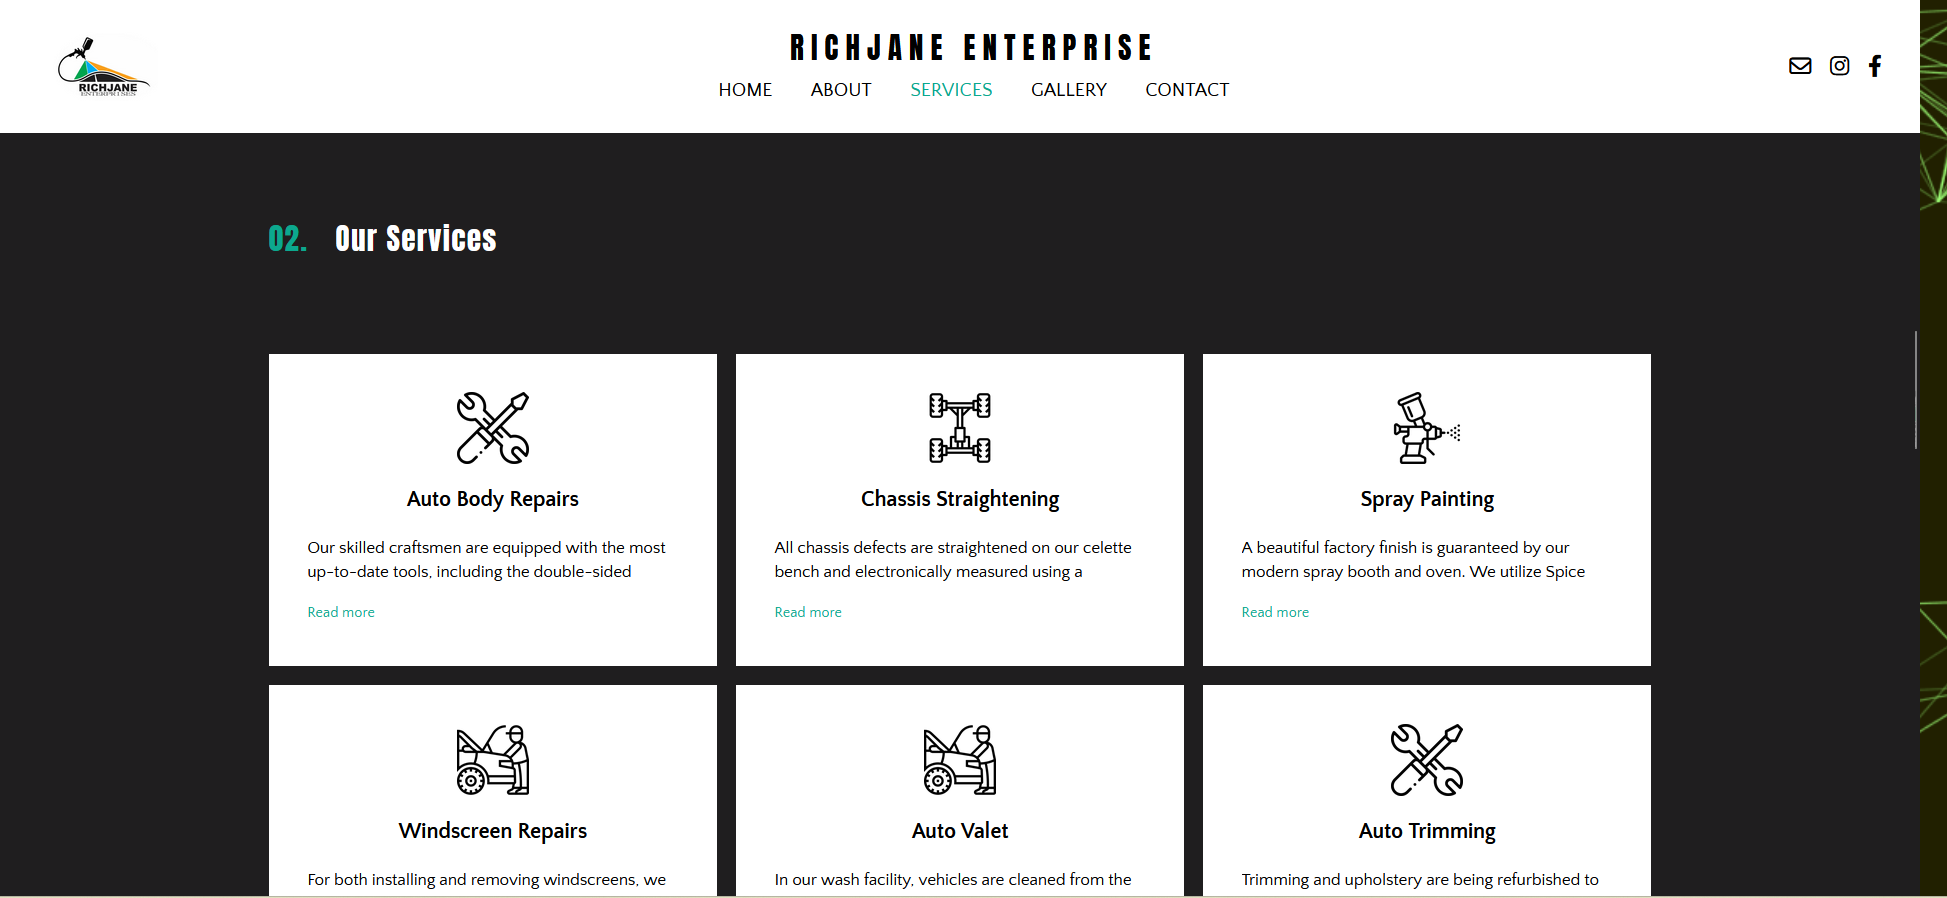 RICHJANE ENTERPRISE
RICHJANE
ENTERPRISES
HOME ABOUT SERVICES GALLERY CONTACT
02. Our Services
Auto Body Repairs
Our skilled craftsmen are equipped with the most
up-to-date tools, including the double-sided
Read more
Chassis Straightening
All chassis defects are straightened on our celette
bench and electronically measured using a
Read more
Spray Painting
A beautiful factory finish is guaranteed by our
modern spray booth and oven. We utilize Spice
Read more
Windscreen Repairs
For both installing and removing windscreens, we
Auto Valet
In our wash facility, vehicles are cleaned from the
Auto Trimming
Trimming and upholstery are being refurbished to